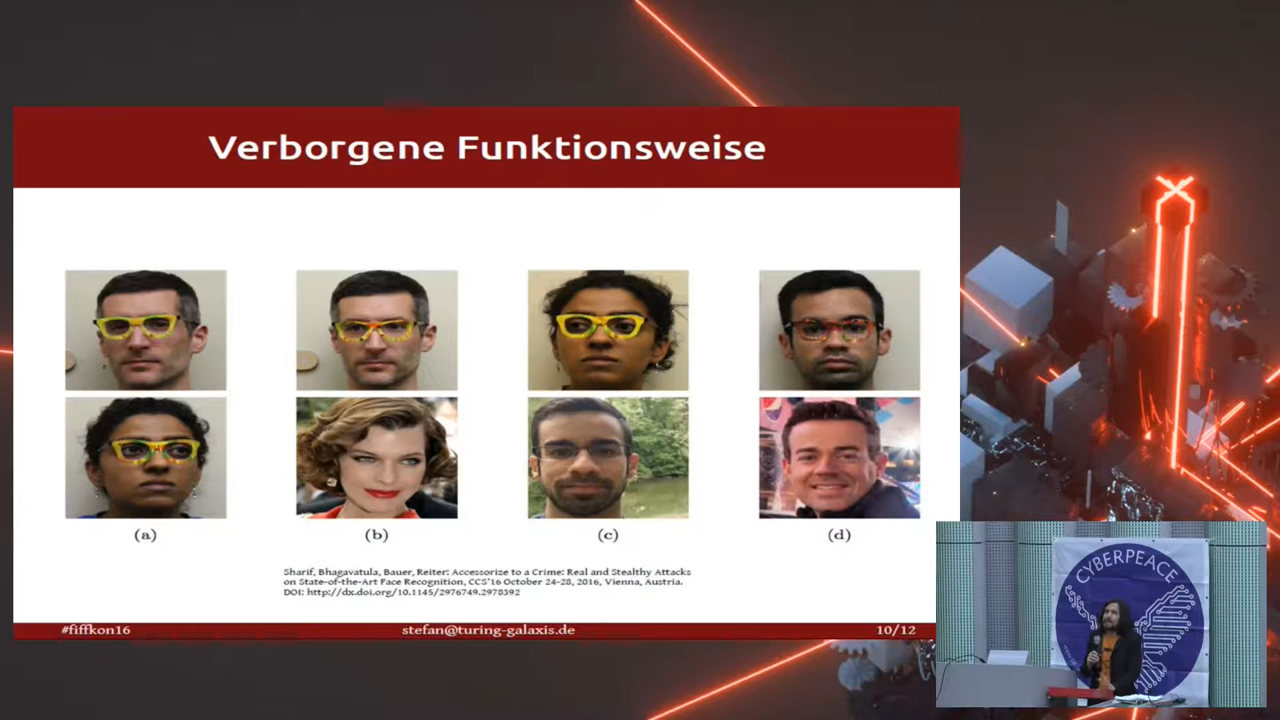 Verborgene Funktionsweise
(a)
(b)
(c)
(d)
Sharif, Bhagavatula, Bauer, Reiter: Accessorize to a Crime: Real and Stealthy Attacks
on State-of-the-Art Face Recognition, CCS'16 October 24-28, 2016, Vienna, Austria.
DOI: http://dx.doi.org/10.1145/2976749.2978392
#fiffkon16
stefan@turing-galaxis.de
10/12
CYBERPEACE